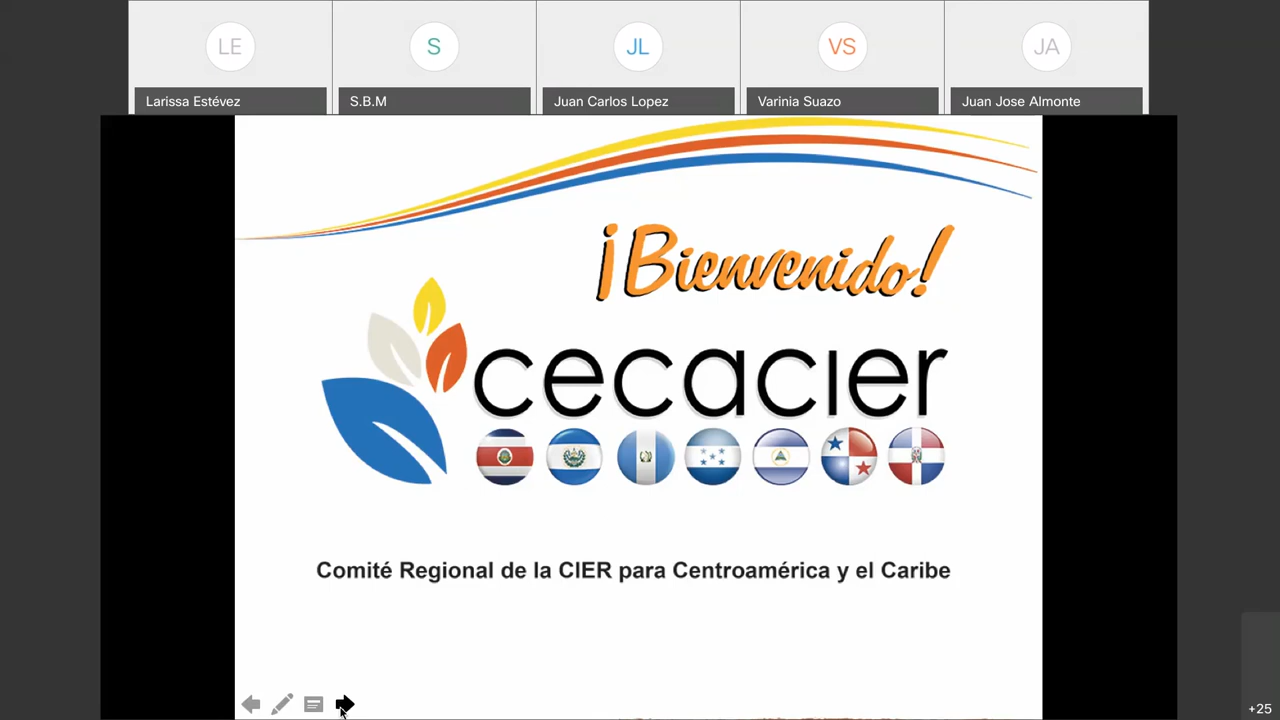 LE
S
JL
VS
JA
Larissa Estévez
S.B.M
Juan Carlos Lopez
Varinia Suazo
Juan Jose Almonte
¡Bienvenido!
cecacier
Comité Regional de la CIER para Centroamérica y el Caribe
+25